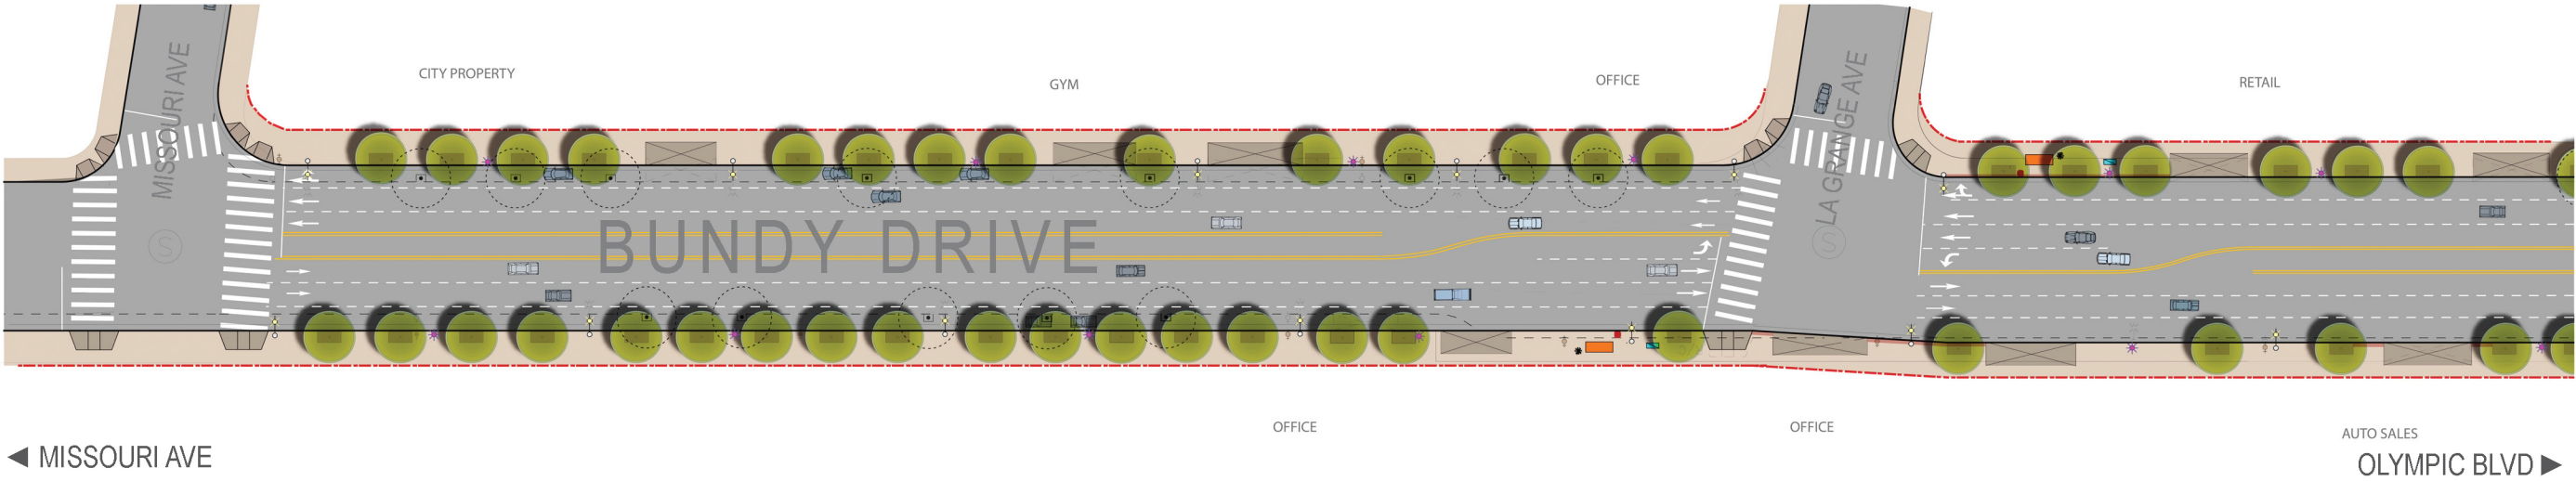 MISSOURI AVE
CITY PROPERTY
GYM
OFFICE
LA GRANGE AVE
RETAIL
S
BUNDY DRIVE
S
OFFICE
OFFICE
AUTO SALES
◄ MISSOURI AVE
OLYMPIC BLVD ►